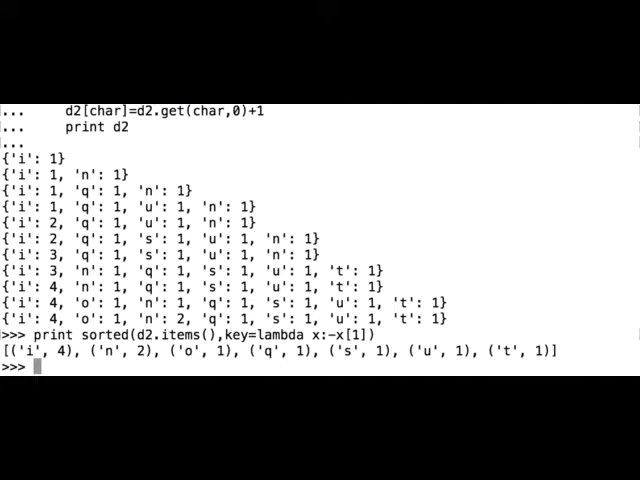 ...     d2[char]=d2.get(char,0)+1
...     print d2
...
{'i': 1}
{'i': 1, 'n': 1}
{'i': 1, 'q': 1, 'n': 1}
{'i': 1, 'q': 1, 'u': 1, 'n': 1}
{'i': 2, 'q': 1, 'u': 1, 'n': 1}
{'i': 2, 'q': 1, 's': 1, 'u': 1, 'n': 1}
{'i': 3, 'q': 1, 's': 1, 'u': 1, 'n': 1}
{'i': 3, 'n': 1, 'q': 1, 's': 1, 'u': 1, 't': 1}
{'i': 4, 'n': 1, 'q': 1, 's': 1, 'u': 1, 't': 1}
{'i': 4, 'o': 1, 'n': 1, 'q': 1, 's': 1, 'u': 1, 't': 1}
{'i': 4, 'o': 1, 'n': 2, 'q': 1, 's': 1, 'u': 1, 't': 1}
>>> print sorted(d2.items(),key=lambda x:-x[1])
[('i', 4), ('n', 2), ('o', 1), ('q', 1), ('s', 1), ('u', 1), ('t', 1)]
>>>